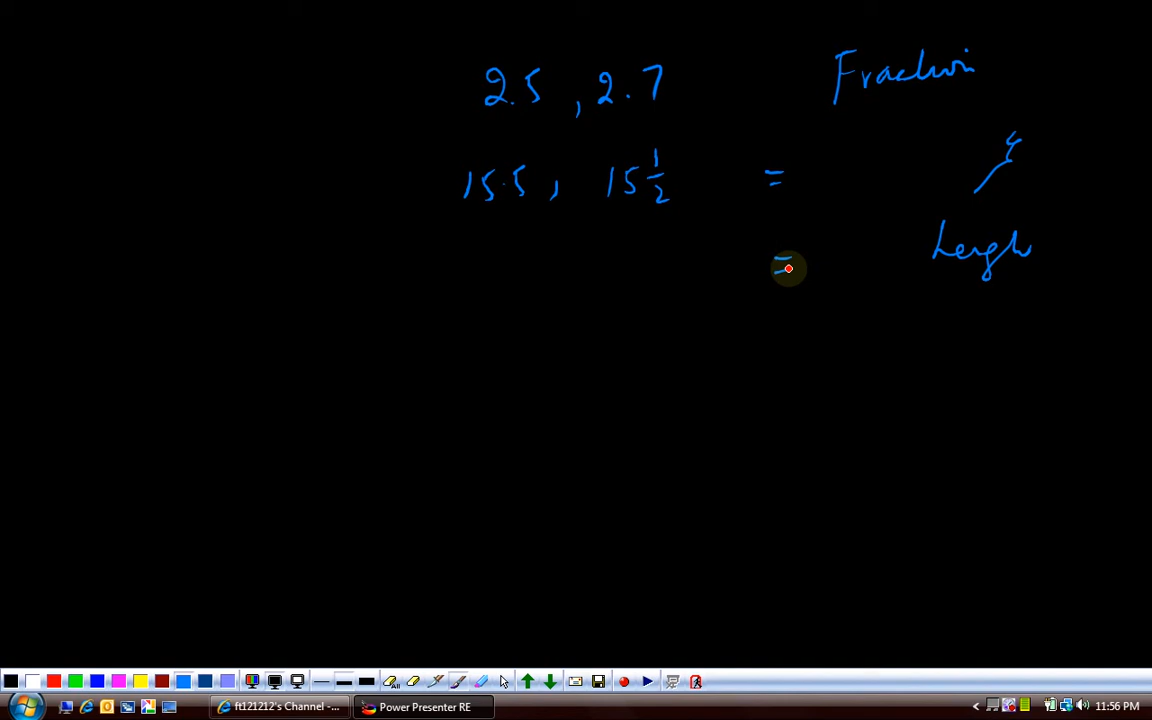 2.5 , 2.7 Fraction
15.5 , 15 1/2 =
= Length
ft121212's Channel - ...
Power Presenter RE
11:56 PM